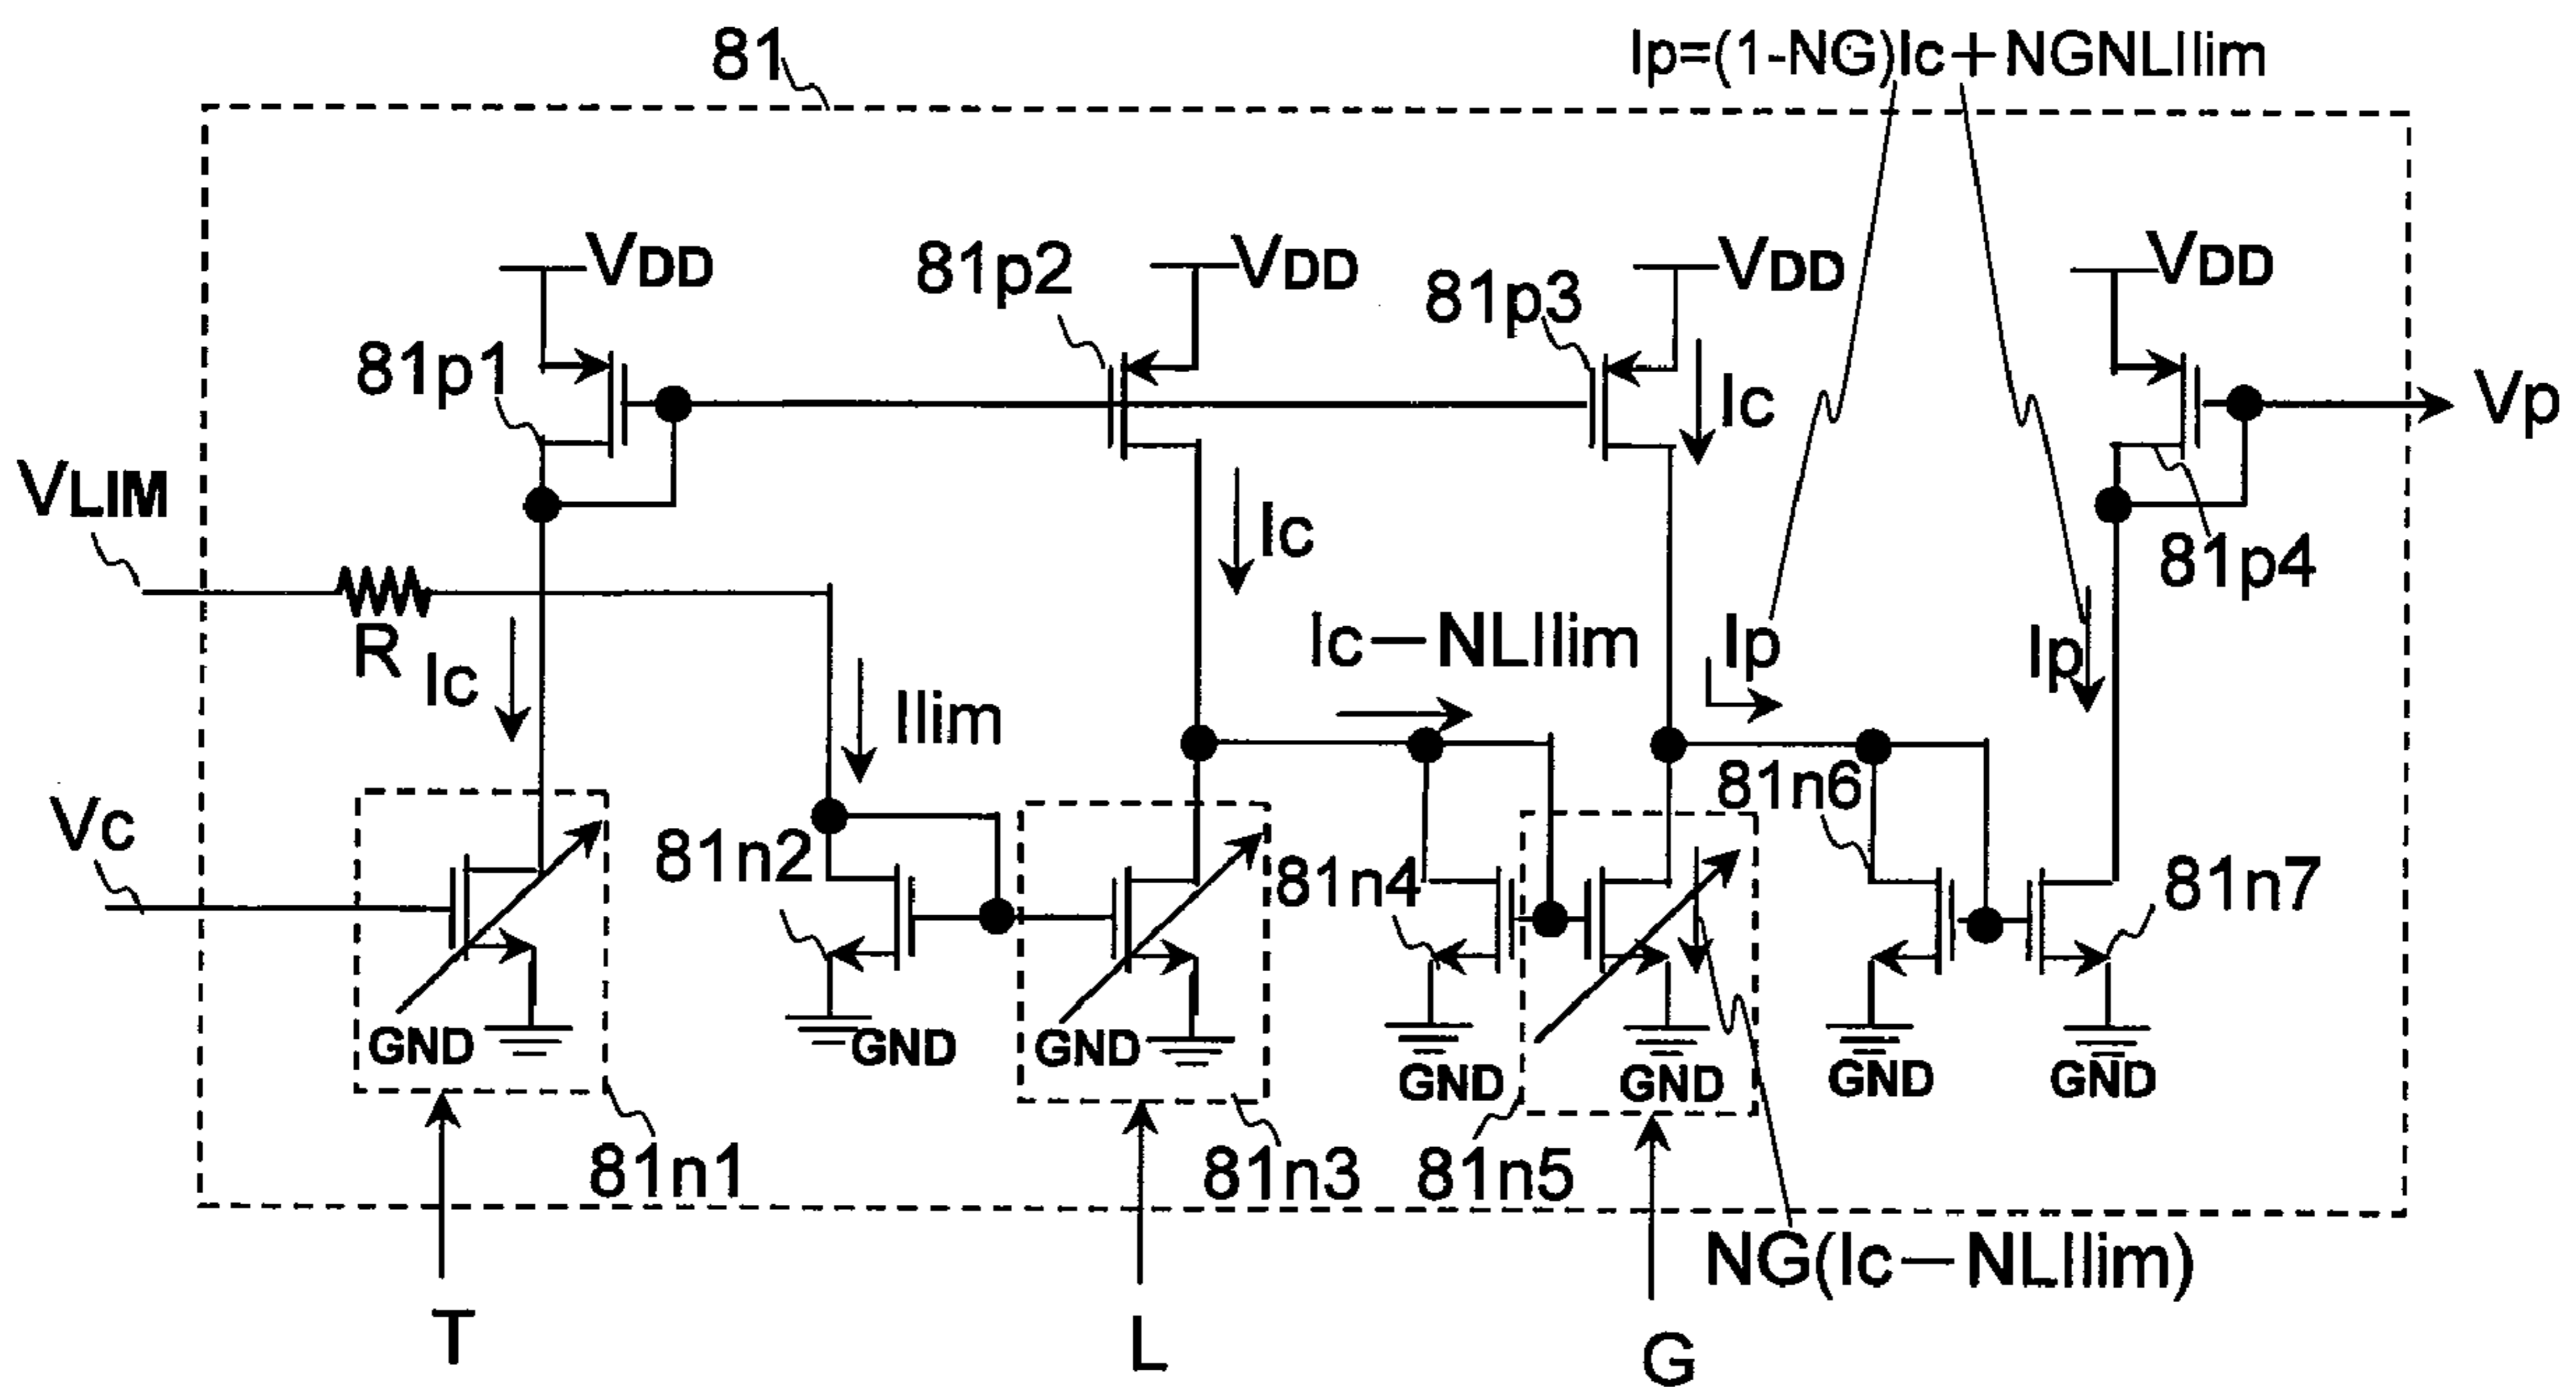 81
Ip=(1-NG)Ic+NGNLIlim
VDD
81p2
VDD
81p3
VDD
VDD
81p1
Ic
Vp
VLIM
Ic
81p4
R
Ic
Ilim
Ic−NLIlim
Ip
Ip
Vc
81n2
81n4
81n6
81n7
GND
GND
GND
GND
GND
GND
GND
81n1
81n3
81n5
NG(Ic−NLIlim)
T
L
G